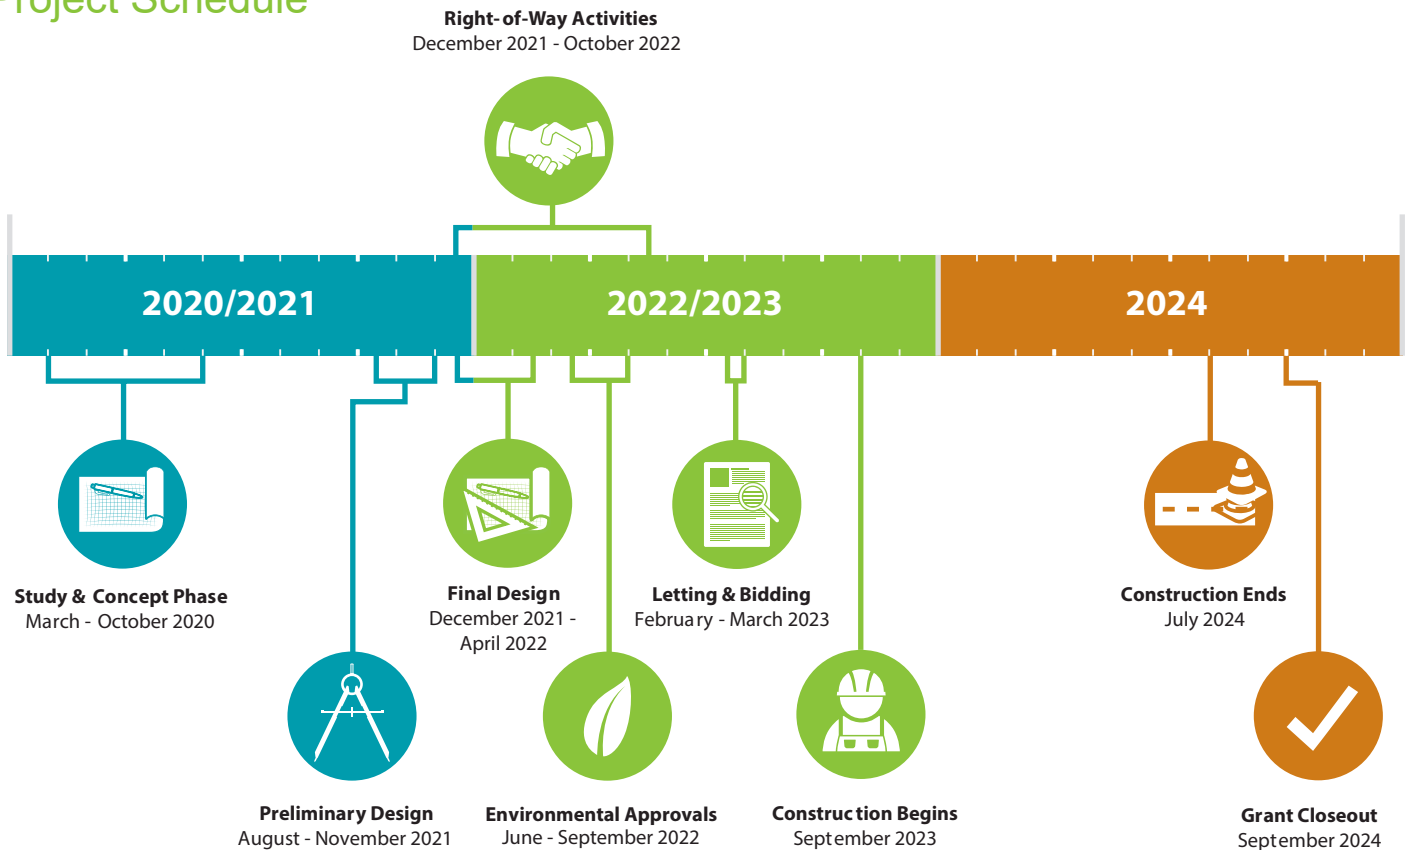 Project Schedule
Right-of-Way Activities
December 2021 - October 2022
2020/2021
2022/2023
2024
Study & Concept Phase
March - October 2020
Final Design
December 2021 -
April 2022
Letting & Bidding
February - March 2023
Construction Ends
July 2024
Preliminary Design
August - November 2021
Environmental Approvals
June - September 2022
Construction Begins
September 2023
Grant Closeout
September 2024